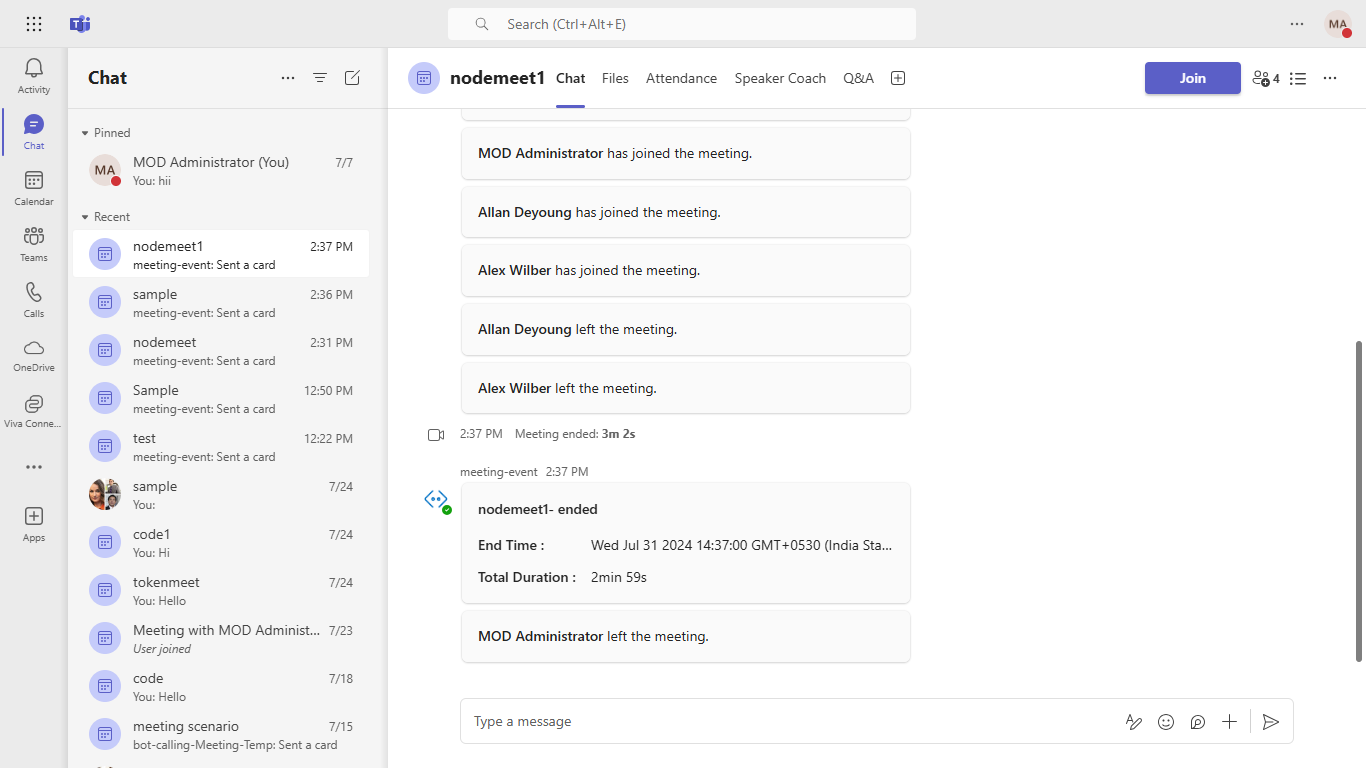 Search (Ctrl+Alt+E)
MA
Activity
Chat
Calendar
Teams
Calls
OneDrive
Viva Conne...
Apps
Chat
Pinned
MA
MOD Administrator (You) 7/7
You: hii
Recent
nodemeet1 2:37 PM
meeting-event: Sent a card
sample 2:36 PM
meeting-event: Sent a card
nodemeet 2:31 PM
meeting-event: Sent a card
Sample 12:50 PM
meeting-event: Sent a card
test 12:22 PM
meeting-event: Sent a card
sample 7/24
You:
code1 7/24
You: Hi
tokenmeet 7/24
You: Hello
Meeting with MOD Administ... 7/23
User joined
code 7/18
You: Hello
meeting scenario 7/15
bot-calling-Meeting-Temp: Sent a card
nodemeet1 Chat Files Attendance Speaker Coach Q&A Join 4
MOD Administrator has joined the meeting.
Allan Deyoung has joined the meeting.
Alex Wilber has joined the meeting.
Allan Deyoung left the meeting.
Alex Wilber left the meeting.
2:37 PM Meeting ended: 3m 2s
meeting-event 2:37 PM
nodemeet1- ended
End Time : Wed Jul 31 2024 14:37:00 GMT+0530 (India Sta...
Total Duration : 2min 59s
MOD Administrator left the meeting.
Type a message